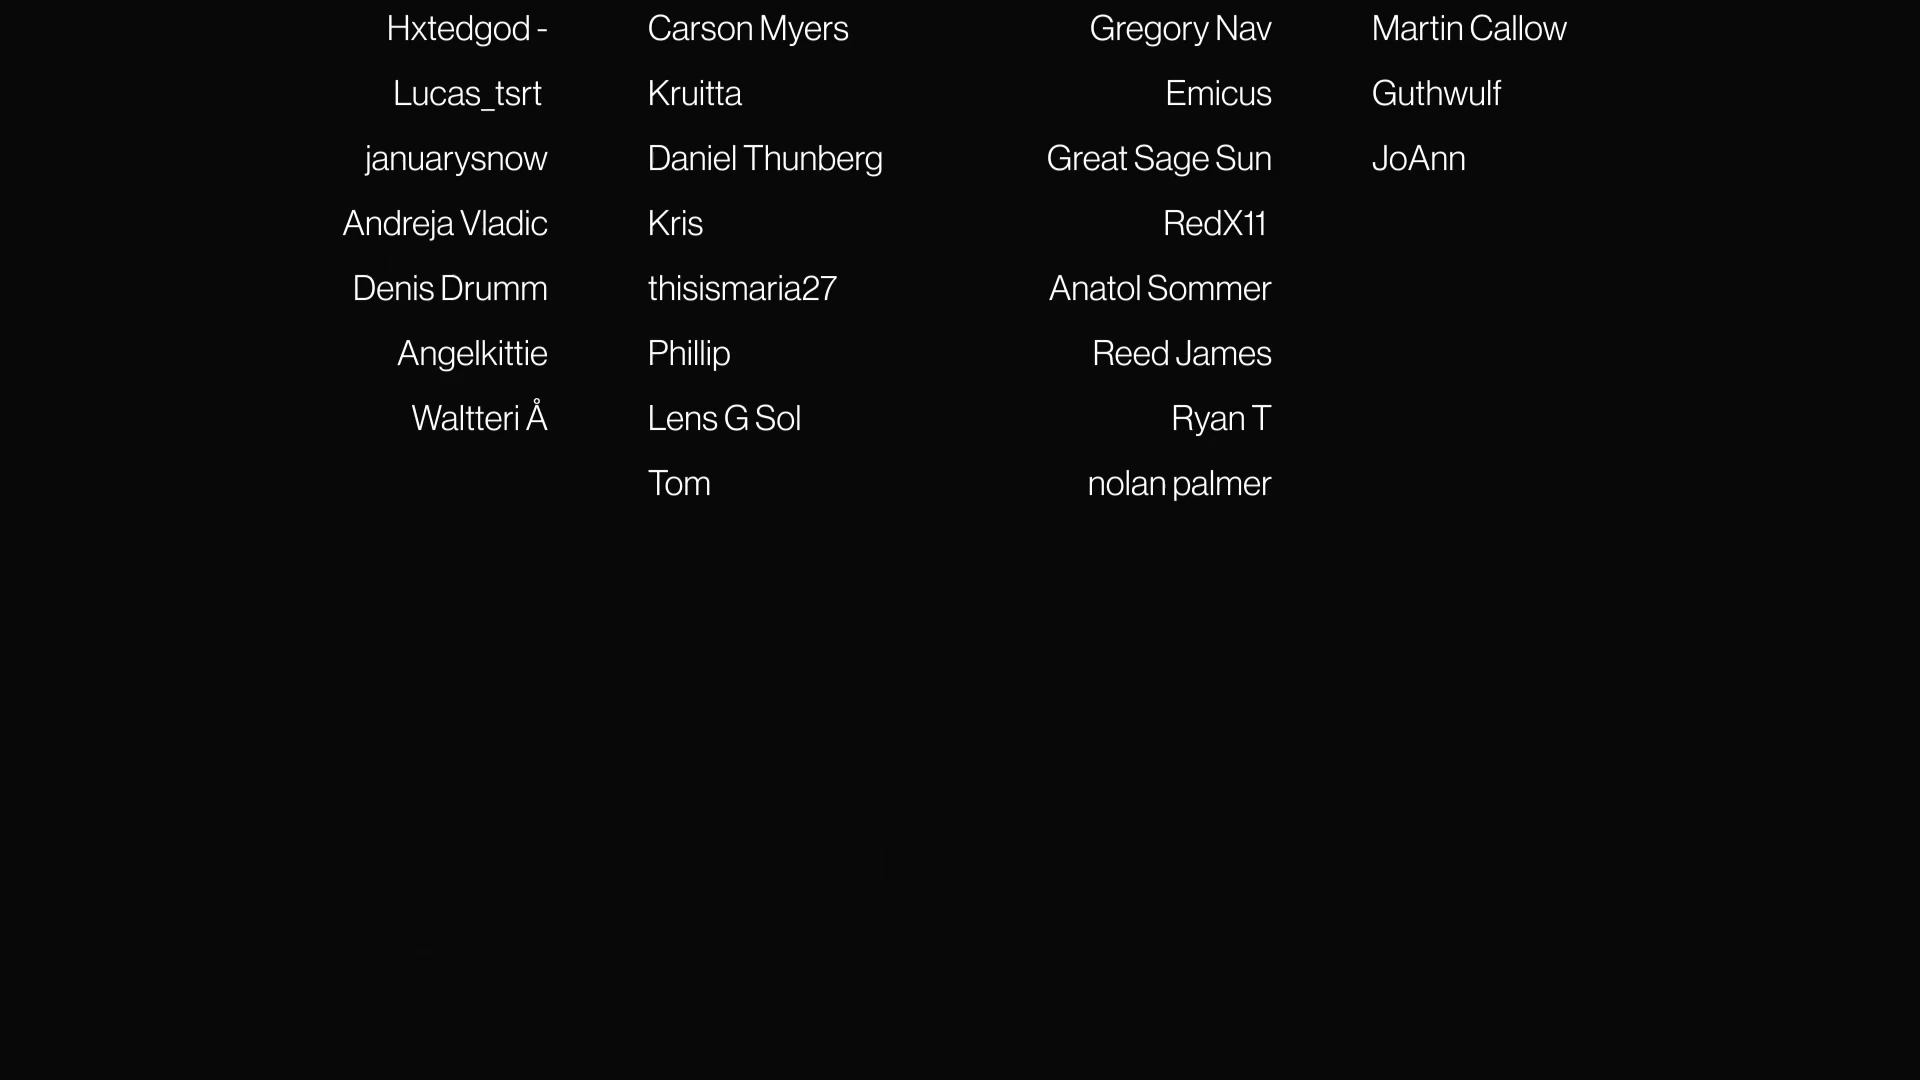 Hxtedgod -
Lucas_tsrt
januarysnow
Andreja Vladic
Denis Drumm
Angelkittie
Waltteri Å
Carson Myers
Kruitta
Daniel Thunberg
Kris
thisismaria27
Phillip
Lens G Sol
Tom
Gregory Nav
Emicus
Great Sage Sun
RedX11
Anatol Sommer
Reed James
Ryan T
nolan palmer
Martin Callow
Guthwulf
JoAnn